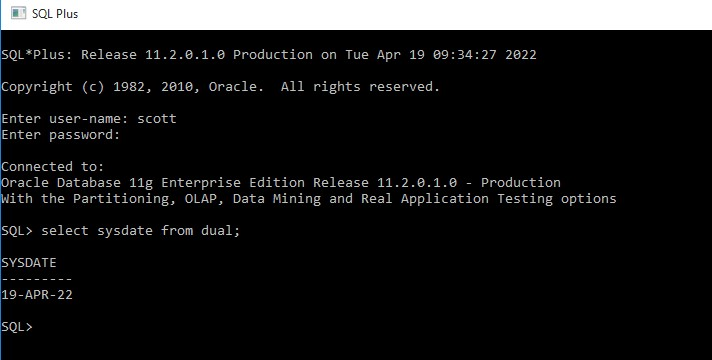 SQL Plus
SQL*Plus: Release 11.2.0.1.0 Production on Tue Apr 19 09:34:27 2022
Copyright (c) 1982, 2010, Oracle.  All rights reserved.
Enter user-name: scott
Enter password:
Connected to:
Oracle Database 11g Enterprise Edition Release 11.2.0.1.0 - Production
With the Partitioning, OLAP, Data Mining and Real Application Testing options
SQL> select sysdate from dual;
SYSDATE
---------
19-APR-22
SQL>